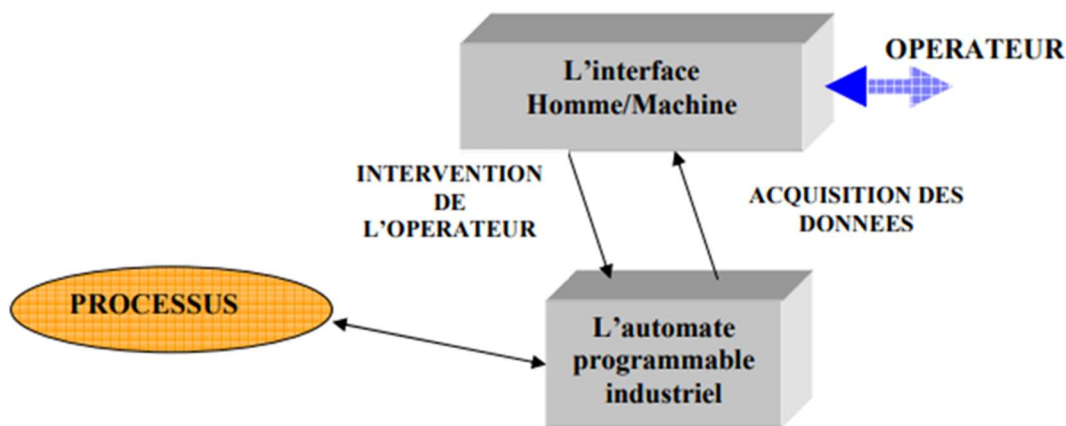 OPERATEUR
L'interface
Homme/Machine
INTERVENTION
DE
L'OPERATEUR
ACQUISITION DES
DONNEES
PROCESSUS
L'automate
programmable
industriel